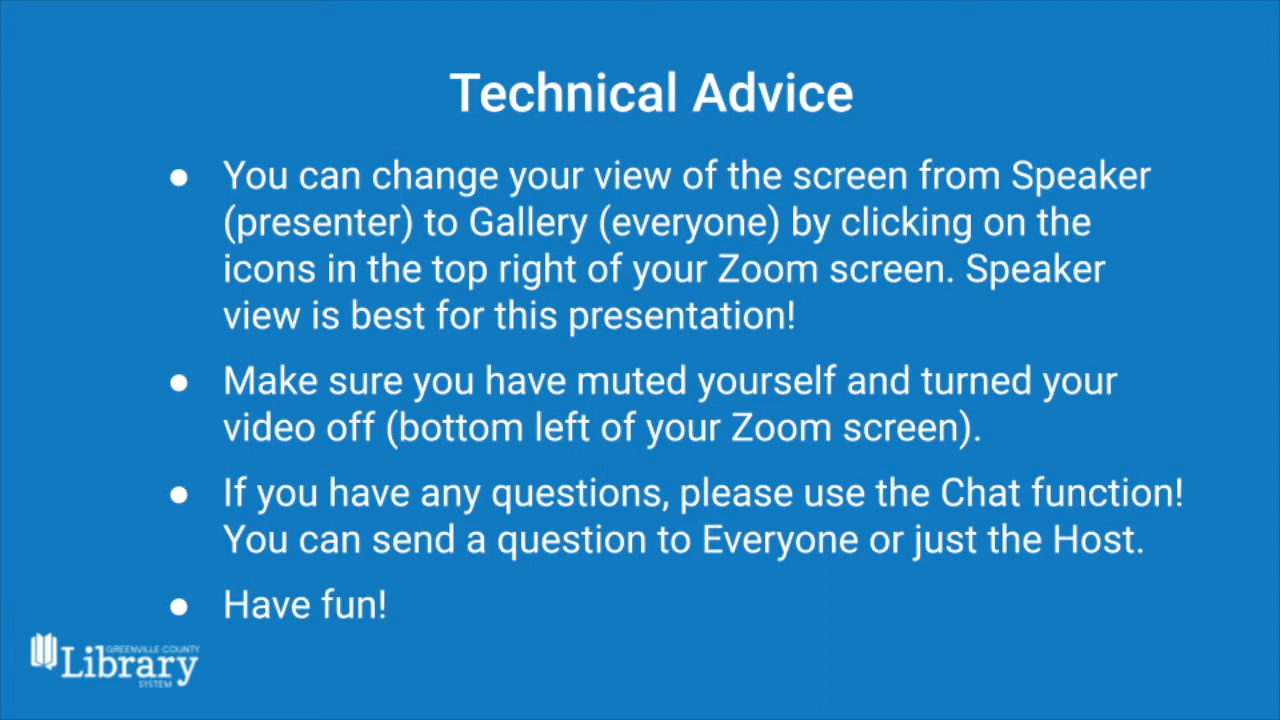 Technical Advice
● You can change your view of the screen from Speaker
(presenter) to Gallery (everyone) by clicking on the
icons in the top right of your Zoom screen. Speaker
view is best for this presentation!
● Make sure you have muted yourself and turned your
video off (bottom left of your Zoom screen).
● If you have any questions, please use the Chat function!
You can send a question to Everyone or just the Host.
● Have fun!
GREENVILLE COUNTY
Library
SYSTEM